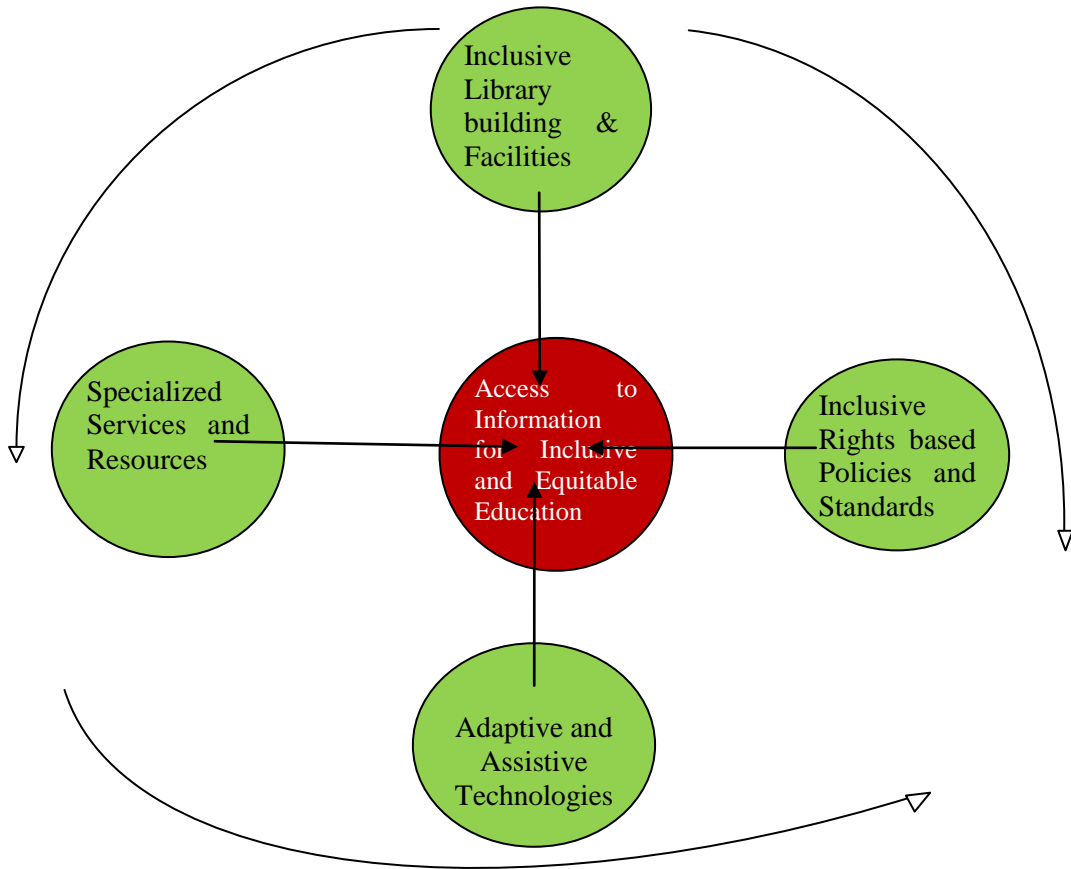 Inclusive
Library
building &
Facilities
Specialized
Services and
Resources
Access to
Information
for Inclusive
and Equitable
Education
Inclusive
Rights based
Policies and
Standards
Adaptive and
Assistive
Technologies